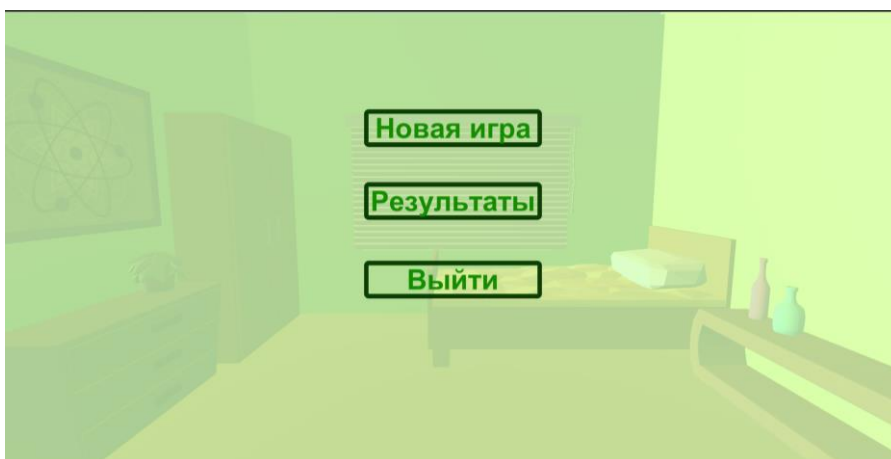 Новая игра
Результаты
Выйти